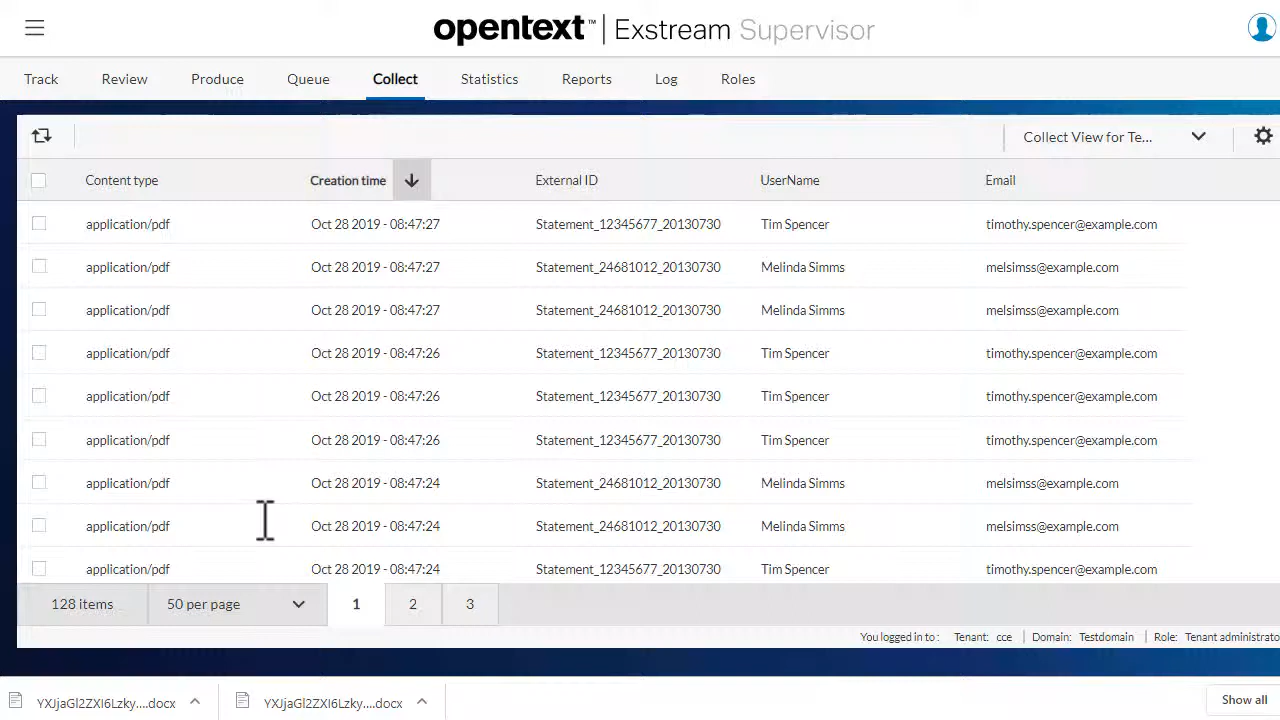 opentext™ | Exstream Supervisor
Track Review Produce Queue Collect Statistics Reports Log Roles
Collect View for Te...
Content type Creation time External ID UserName Email
application/pdf Oct 28 2019 - 08:47:27 Statement_12345677_20130730 Tim Spencer timothy.spencer@example.com
application/pdf Oct 28 2019 - 08:47:27 Statement_24681012_20130730 Melinda Simms melsimss@example.com
application/pdf Oct 28 2019 - 08:47:27 Statement_24681012_20130730 Melinda Simms melsimss@example.com
application/pdf Oct 28 2019 - 08:47:26 Statement_12345677_20130730 Tim Spencer timothy.spencer@example.com
application/pdf Oct 28 2019 - 08:47:26 Statement_12345677_20130730 Tim Spencer timothy.spencer@example.com
application/pdf Oct 28 2019 - 08:47:26 Statement_12345677_20130730 Tim Spencer timothy.spencer@example.com
application/pdf Oct 28 2019 - 08:47:24 Statement_24681012_20130730 Melinda Simms melsimss@example.com
application/pdf Oct 28 2019 - 08:47:24 Statement_24681012_20130730 Melinda Simms melsimss@example.com
application/pdf Oct 28 2019 - 08:47:24 Statement_12345677_20130730 Tim Spencer timothy.spencer@example.com
128 items 50 per page 1 2 3
You logged in to : Tenant: cce | Domain: Testdomain | Role: Tenant administrato
YXJjaGl2ZXI6Lzky....docx YXJjaGl2ZXI6Lzky....docx Show all